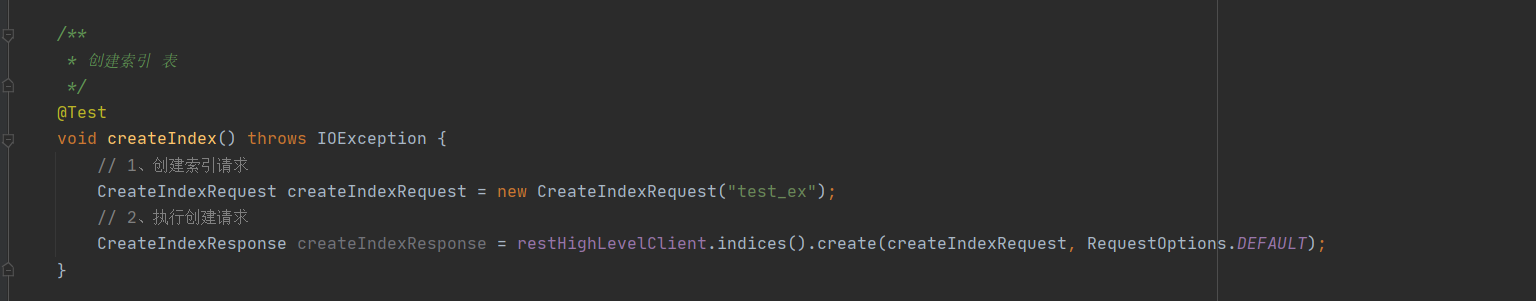 /**
 * 创建索引 表
 */
@Test
void createIndex() throws IOException {
    // 1、创建索引请求
    CreateIndexRequest createIndexRequest = new CreateIndexRequest("test_ex");
    // 2、执行创建请求
    CreateIndexResponse createIndexResponse = restHighLevelClient.indices().create(createIndexRequest, RequestOptions.DEFAULT);
}